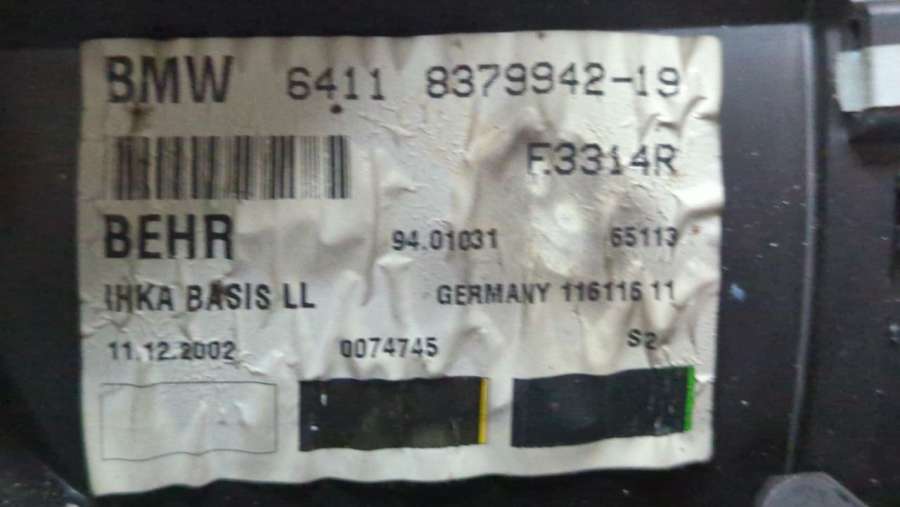 BMW 6411 8379942-19
F.3314R
BEHR 94.01031 65113
IHKA BASIS LL GERMANY 116116 11
11.12.2002 0074745 S2